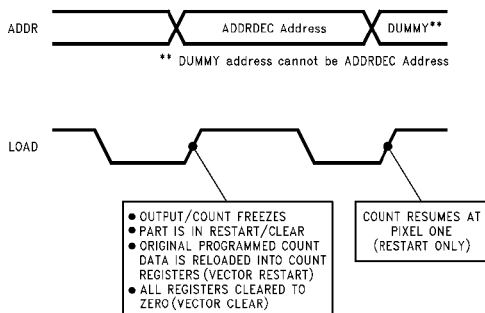 ADDR
ADDRDEC Address
DUMMY**
** DUMMY address cannot be ADDRDEC Address
LOAD
● OUTPUT/COUNT FREEZES
● PART IS IN RESTART/CLEAR
● ORIGINAL PROGRAMMED COUNT
DATA IS RELOADED INTO COUNT
REGISTERS (VECTOR RESTART)
● ALL REGISTERS CLEARED TO
ZERO (VECTOR CLEAR)
COUNT RESUMES AT
PIXEL ONE
(RESTART ONLY)